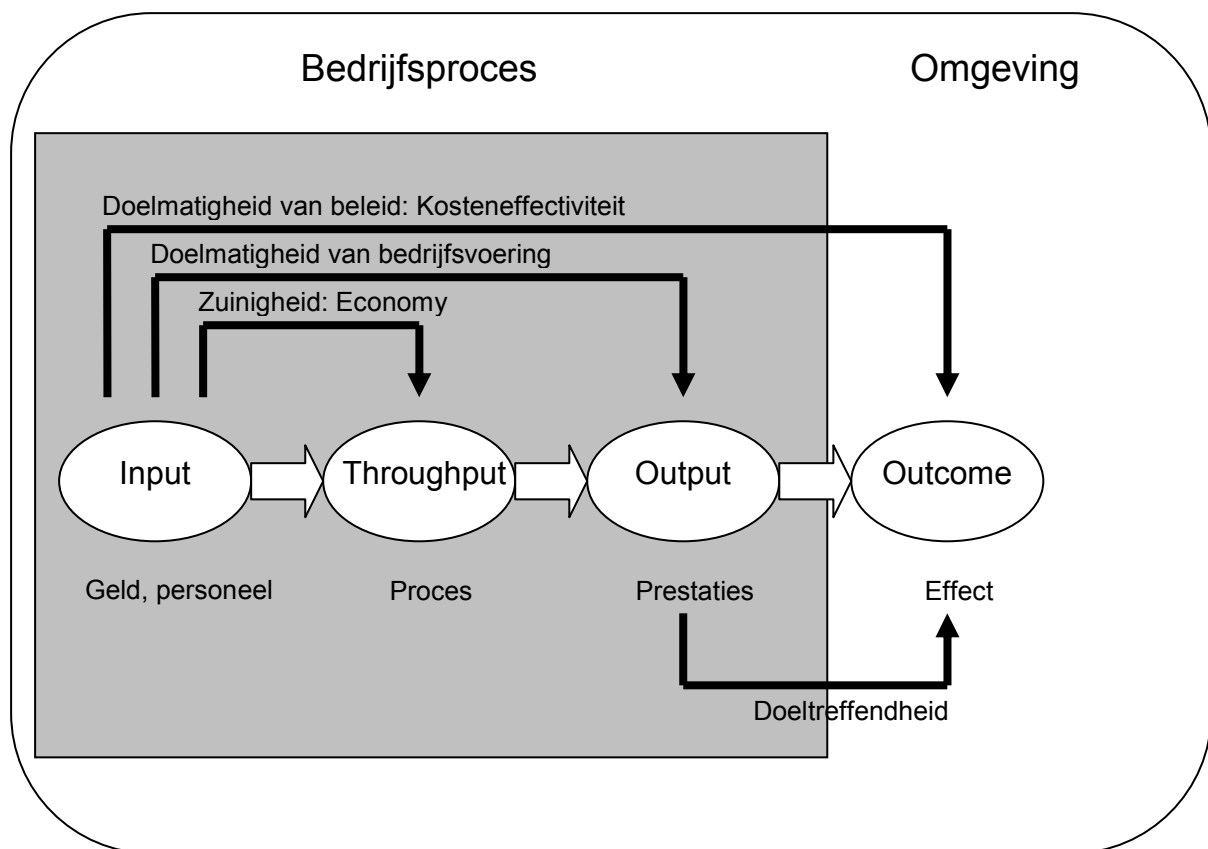 Bedrijfsproces
Omgeving
Doelmatigheid van beleid: Kosteneffectiviteit
Doelmatigheid van bedrijfsvoering
Zuinigheid: Economy
Input
Throughput
Output
Outcome
Geld, personeel
Proces
Prestaties
Effect
Doeltreffendheid